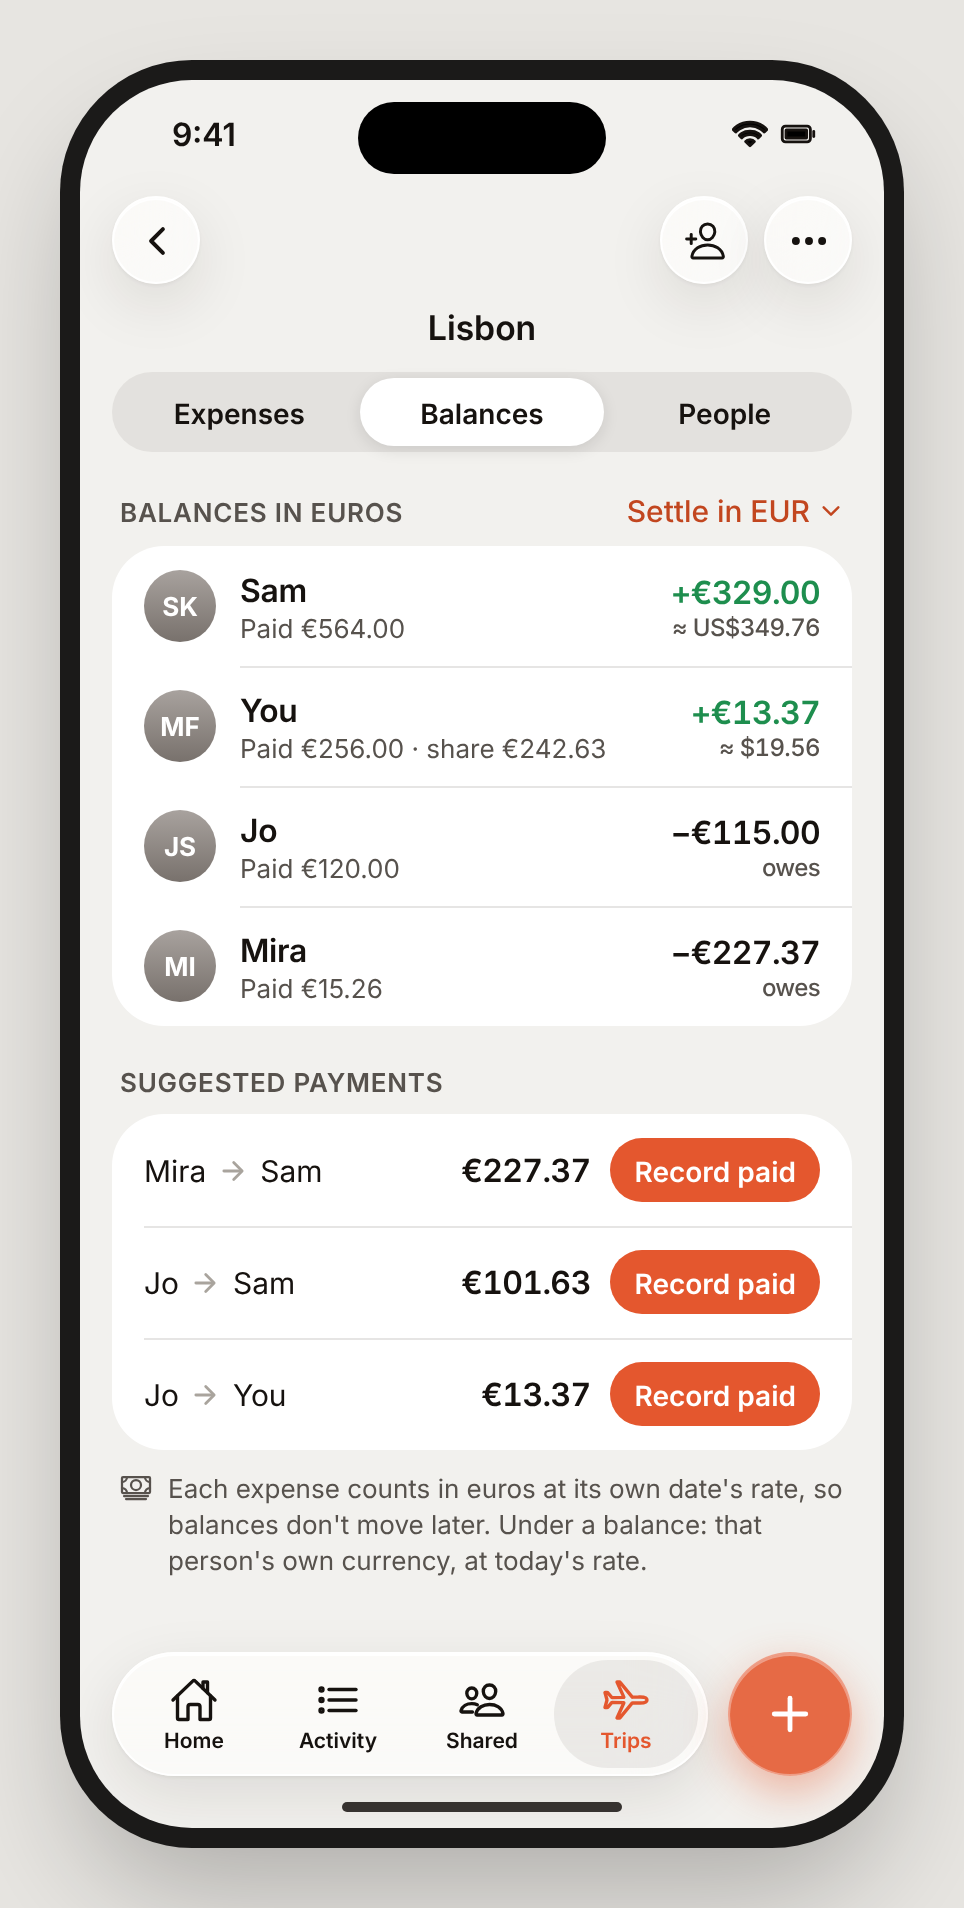 9:41
Lisbon
Expenses Balances People
BALANCES IN EUROS Settle in EUR
SK Sam +€329.00
Paid €564.00 ≈ US$349.76
MF You +€13.37
Paid €256.00 · share €242.63 ≈ $19.56
JS Jo −€115.00
Paid €120.00 owes
MI Mira −€227.37
Paid €15.26 owes
SUGGESTED PAYMENTS
Mira → Sam €227.37 Record paid
Jo → Sam €101.63 Record paid
Jo → You €13.37 Record paid
Each expense counts in euros at its own date's rate, so
balances don't move later. Under a balance: that
person's own currency, at today's rate.
Home Activity Shared Trips